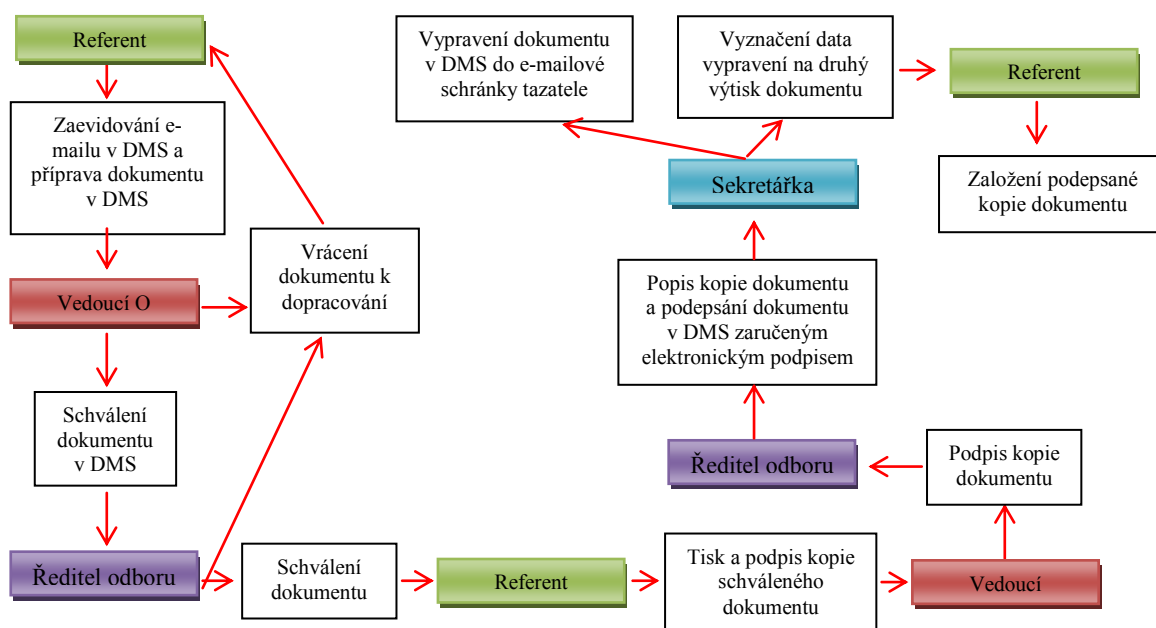 Referent
Zaevidování e-
mailu v DMS a
příprava dokumentu
v DMS
Vedoucí O
Vrácení
dokumentu k
dopracování
Schválení
dokumentu
v DMS
Ředitel odboru
Schválení
dokumentu
Referent
Tisk a podpis kopie
schváleného
dokumentu
Vedoucí
Podpis kopie
dokumentu
Ředitel odboru
Popis kopie dokumentu
a podepsání dokumentu
v DMS zaručeným
elektronickým podpisem
Sekretářka
Vypravení dokumentu
v DMS do e-mailové
schránky tazatele
Vyznačení data
vypravení na druhý
výtisk dokumentu
Referent
Založení podepsané
kopie dokumentu